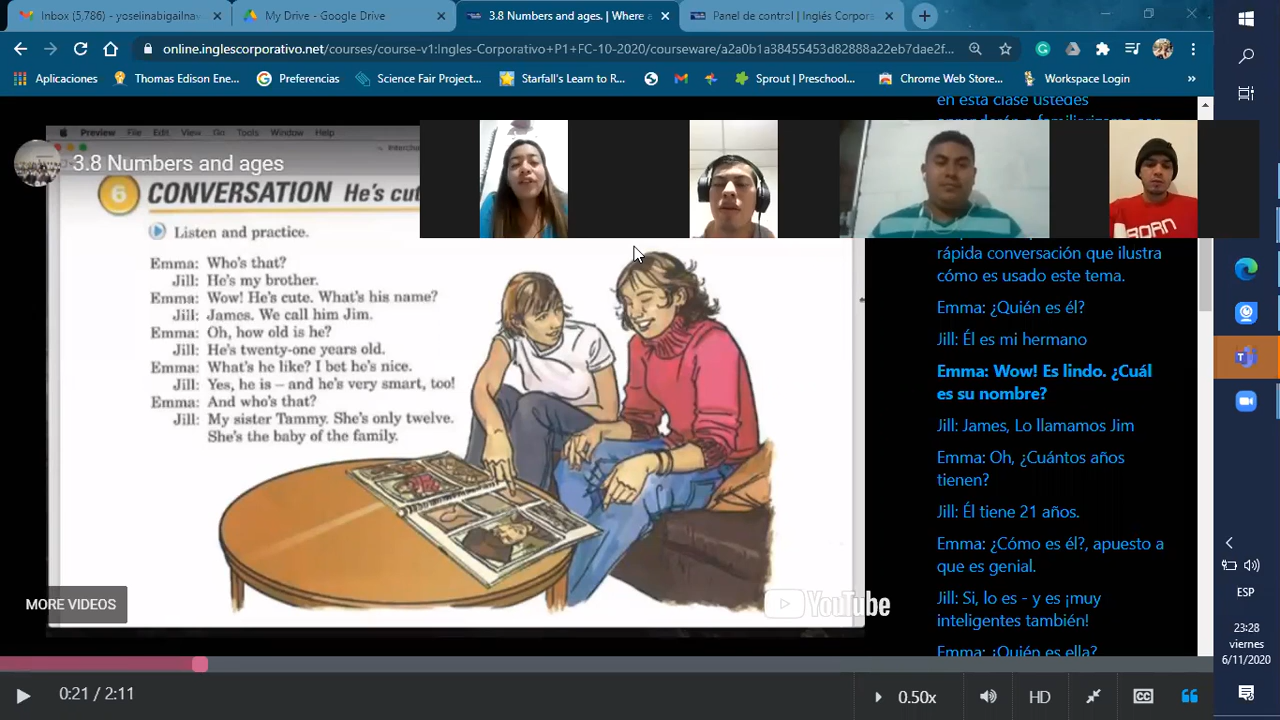 Inbox (5,786) - yoselinabigailnav
My Drive - Google Drive
3.8 Numbers and ages. | Where a
Panel de control | Inglés Corpora
online.inglescorporativo.net/courses/course-v1:Ingles-Corporativo+P1+FC-10-2020/courseware/a2a0b1a38455453d82888a22eb7dae2f...
Aplicaciones
Thomas Edison Ene...
Preferencias
Science Fair Project...
Starfall's Learn to R...
Sprout | Preschool...
Chrome Web Store...
Workspace Login
»
Preview File Edit View Go Tools Window Help
3.8 Numbers and ages
6 CONVERSATION He's cut
Listen and practice.
Emma: Who's that?
Jill: He's my brother.
Emma: Wow! He's cute. What's his name?
Jill: James. We call him Jim.
Emma: Oh, how old is he?
Jill: He's twenty-one years old.
Emma: What's he like? I bet he's nice.
Jill: Yes, he is – and he's very smart, too!
Emma: And who's that?
Jill: My sister Tammy. She's only twelve.
She's the baby of the family.
MORE VIDEOS
YouTube
en esta clase ustedes
rápida conversación que ilustra
cómo es usado este tema.
Emma: ¿Quién es él?
Jill: Él es mi hermano
Emma: Wow! Es lindo. ¿Cuál
es su nombre?
Jill: James, Lo llamamos Jim
Emma: Oh, ¿Cuántos años
tienen?
Jill: Él tiene 21 años.
Emma: ¿Cómo es él?, apuesto a
que es genial.
Jill: Si, lo es - y es ¡muy
inteligentes también!
Emma: ¿Quién es ella?
0:21 / 2:11
0.50x
HD
CC
ESP
23:28
viernes
6/11/2020